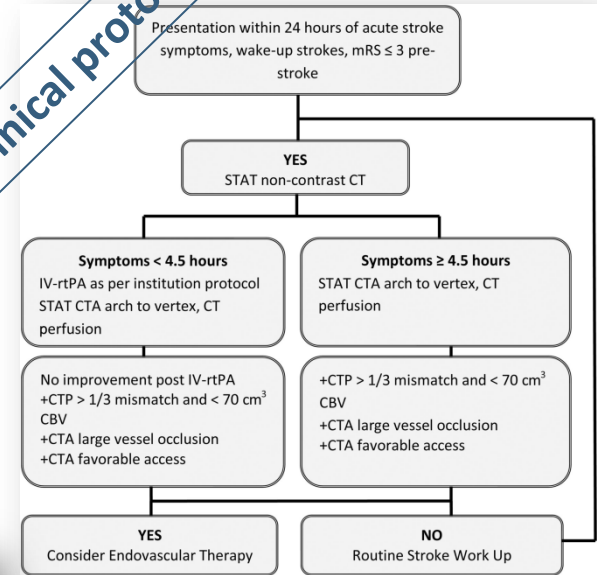 nical proto
Presentation within 24 hours of acute stroke
symptoms, wake-up strokes, mRS ≤ 3 pre-
stroke
YES
STAT non-contrast CT
Symptoms < 4.5 hours
IV-rtPA as per institution protocol
STAT CTA arch to vertex, CT
perfusion
Symptoms ≥ 4.5 hours
STAT CTA arch to vertex, CT
perfusion
No improvement post IV-rtPA
+CTP > 1/3 mismatch and < 70 cm³
CBV
+CTA large vessel occlusion
+CTA favorable access
+CTP > 1/3 mismatch and < 70 cm³
CBV
+CTA large vessel occlusion
+CTA favorable access
YES
Consider Endovascular Therapy
NO
Routine Stroke Work Up